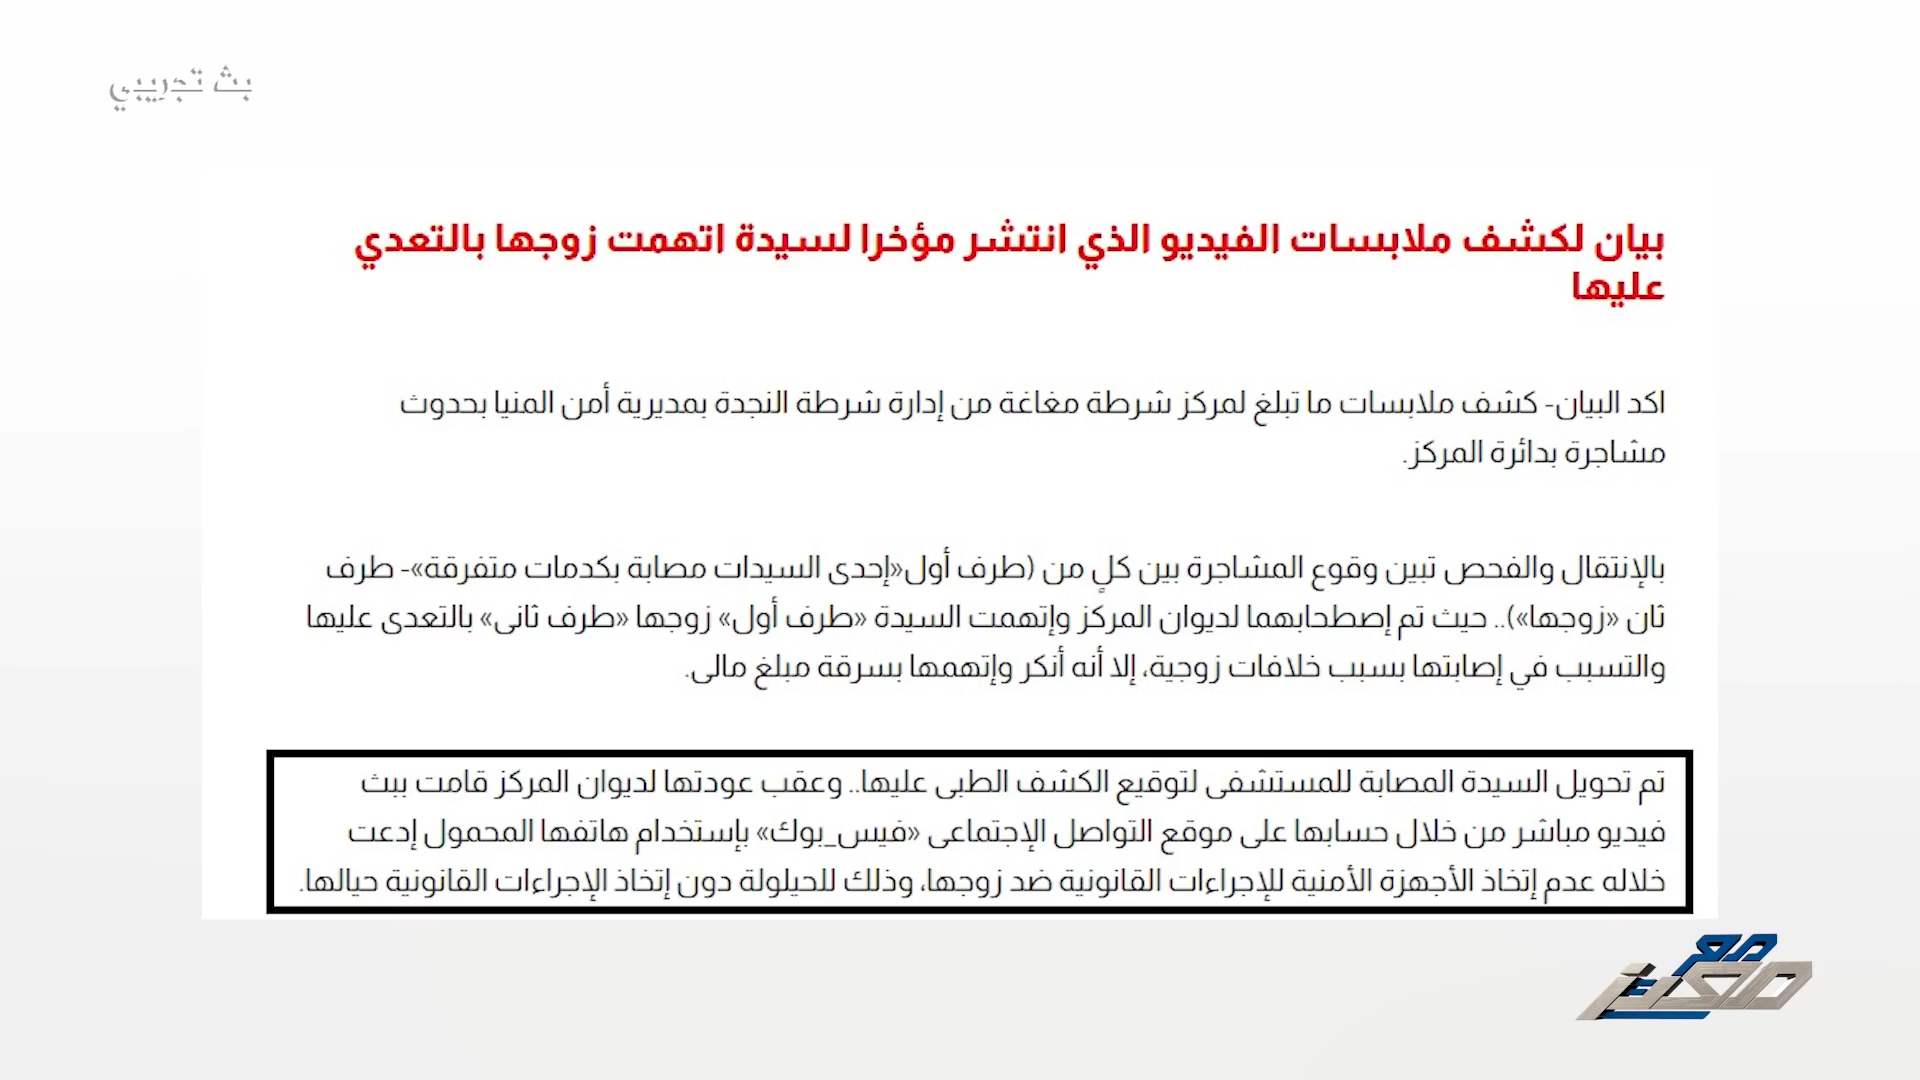 بث تجريبي
بيان لكشف ملابسات الفيديو الذي انتشر مؤخرا لسيدة اتهمت زوجها بالتعدي
عليها
اكد البيان- كشف ملابسات ما تبلغ لمركز شرطة مغاغة من إدارة شرطة النجدة بمديرية أمن المنيا بحدوث
مشاجرة بدائرة المركز.
بالإنتقال والفحص تبين وقوع المشاجرة بين كلٍ من (طرف أول«إحدى السيدات مصابة بكدمات متفرقة»- طرف
ثان «زوجها»).. حيث تم إصطحابهما لديوان المركز وإتهمت السيدة «طرف أول» زوجها «طرف ثانى» بالتعدى عليها
والتسبب في إصابتها بسبب خلافات زوجية، إلا أنه أنكر وإتهمها بسرقة مبلغ مالى.
تم تحويل السيدة المصابة للمستشفى لتوقيع الكشف الطبى عليها.. وعقب عودتها لديوان المركز قامت ببث
فيديو مباشر من خلال حسابها على موقع التواصل الإجتماعى «فيس_بوك» بإستخدام هاتفها المحمول إدعت
خلاله عدم إتخاذ الأجهزة الأمنية للإجراءات القانونية ضد زوجها، وذلك للحيلولة دون إتخاذ الإجراءات القانونية حيالها.
مع